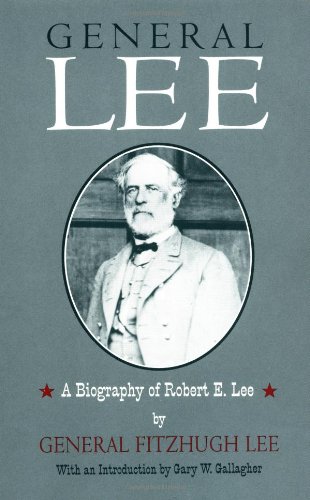 GENERAL
LEE
A Biography of Robert E. Lee
by
GENERAL FITZHUGH LEE
With an Introduction by Gary W. Gallagher